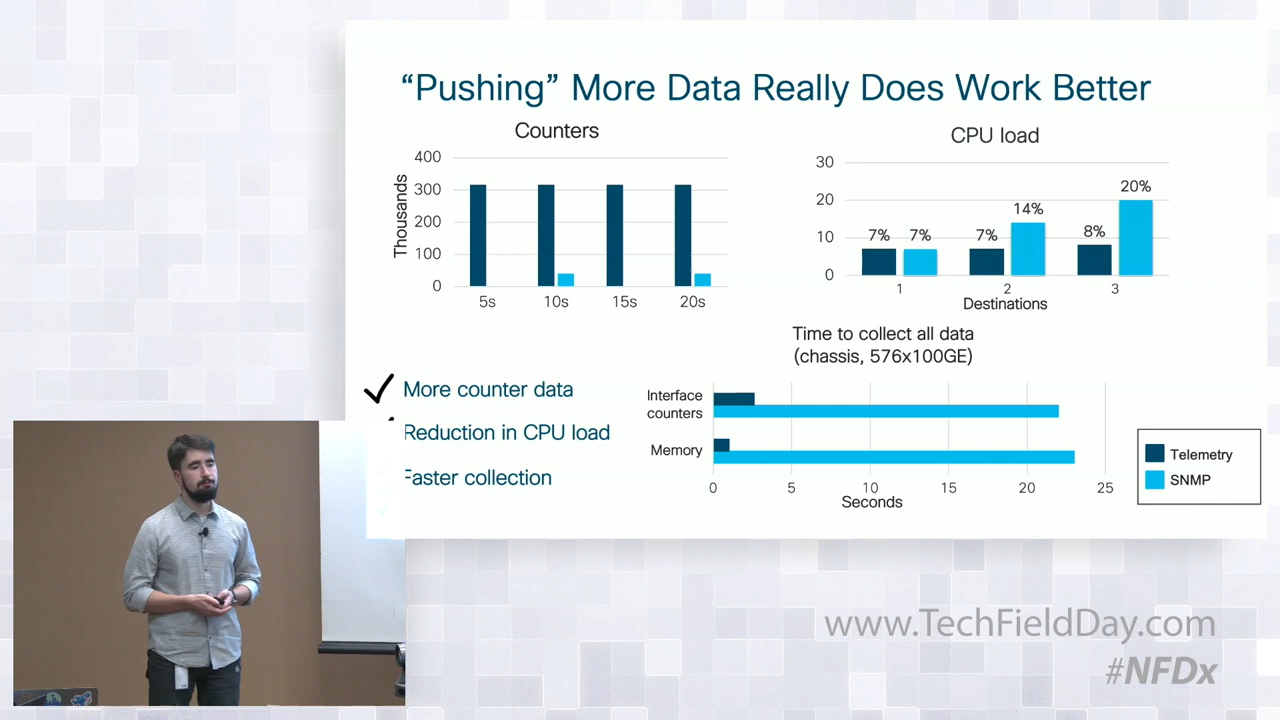 “Pushing” More Data Really Does Work Better
Counters
400
300
200
100
0
Thousands
5s
10s
15s
20s
CPU load
30
20
10
0
7%
7%
7%
14%
8%
20%
1
2
3
Destinations
Time to collect all data
(chassis, 576x100GE)
More counter data
Reduction in CPU load
Faster collection
Interface
counters
Memory
0
5
10
15
20
25
Seconds
Telemetry
SNMP
www.TechFieldDay.com
#NFDx